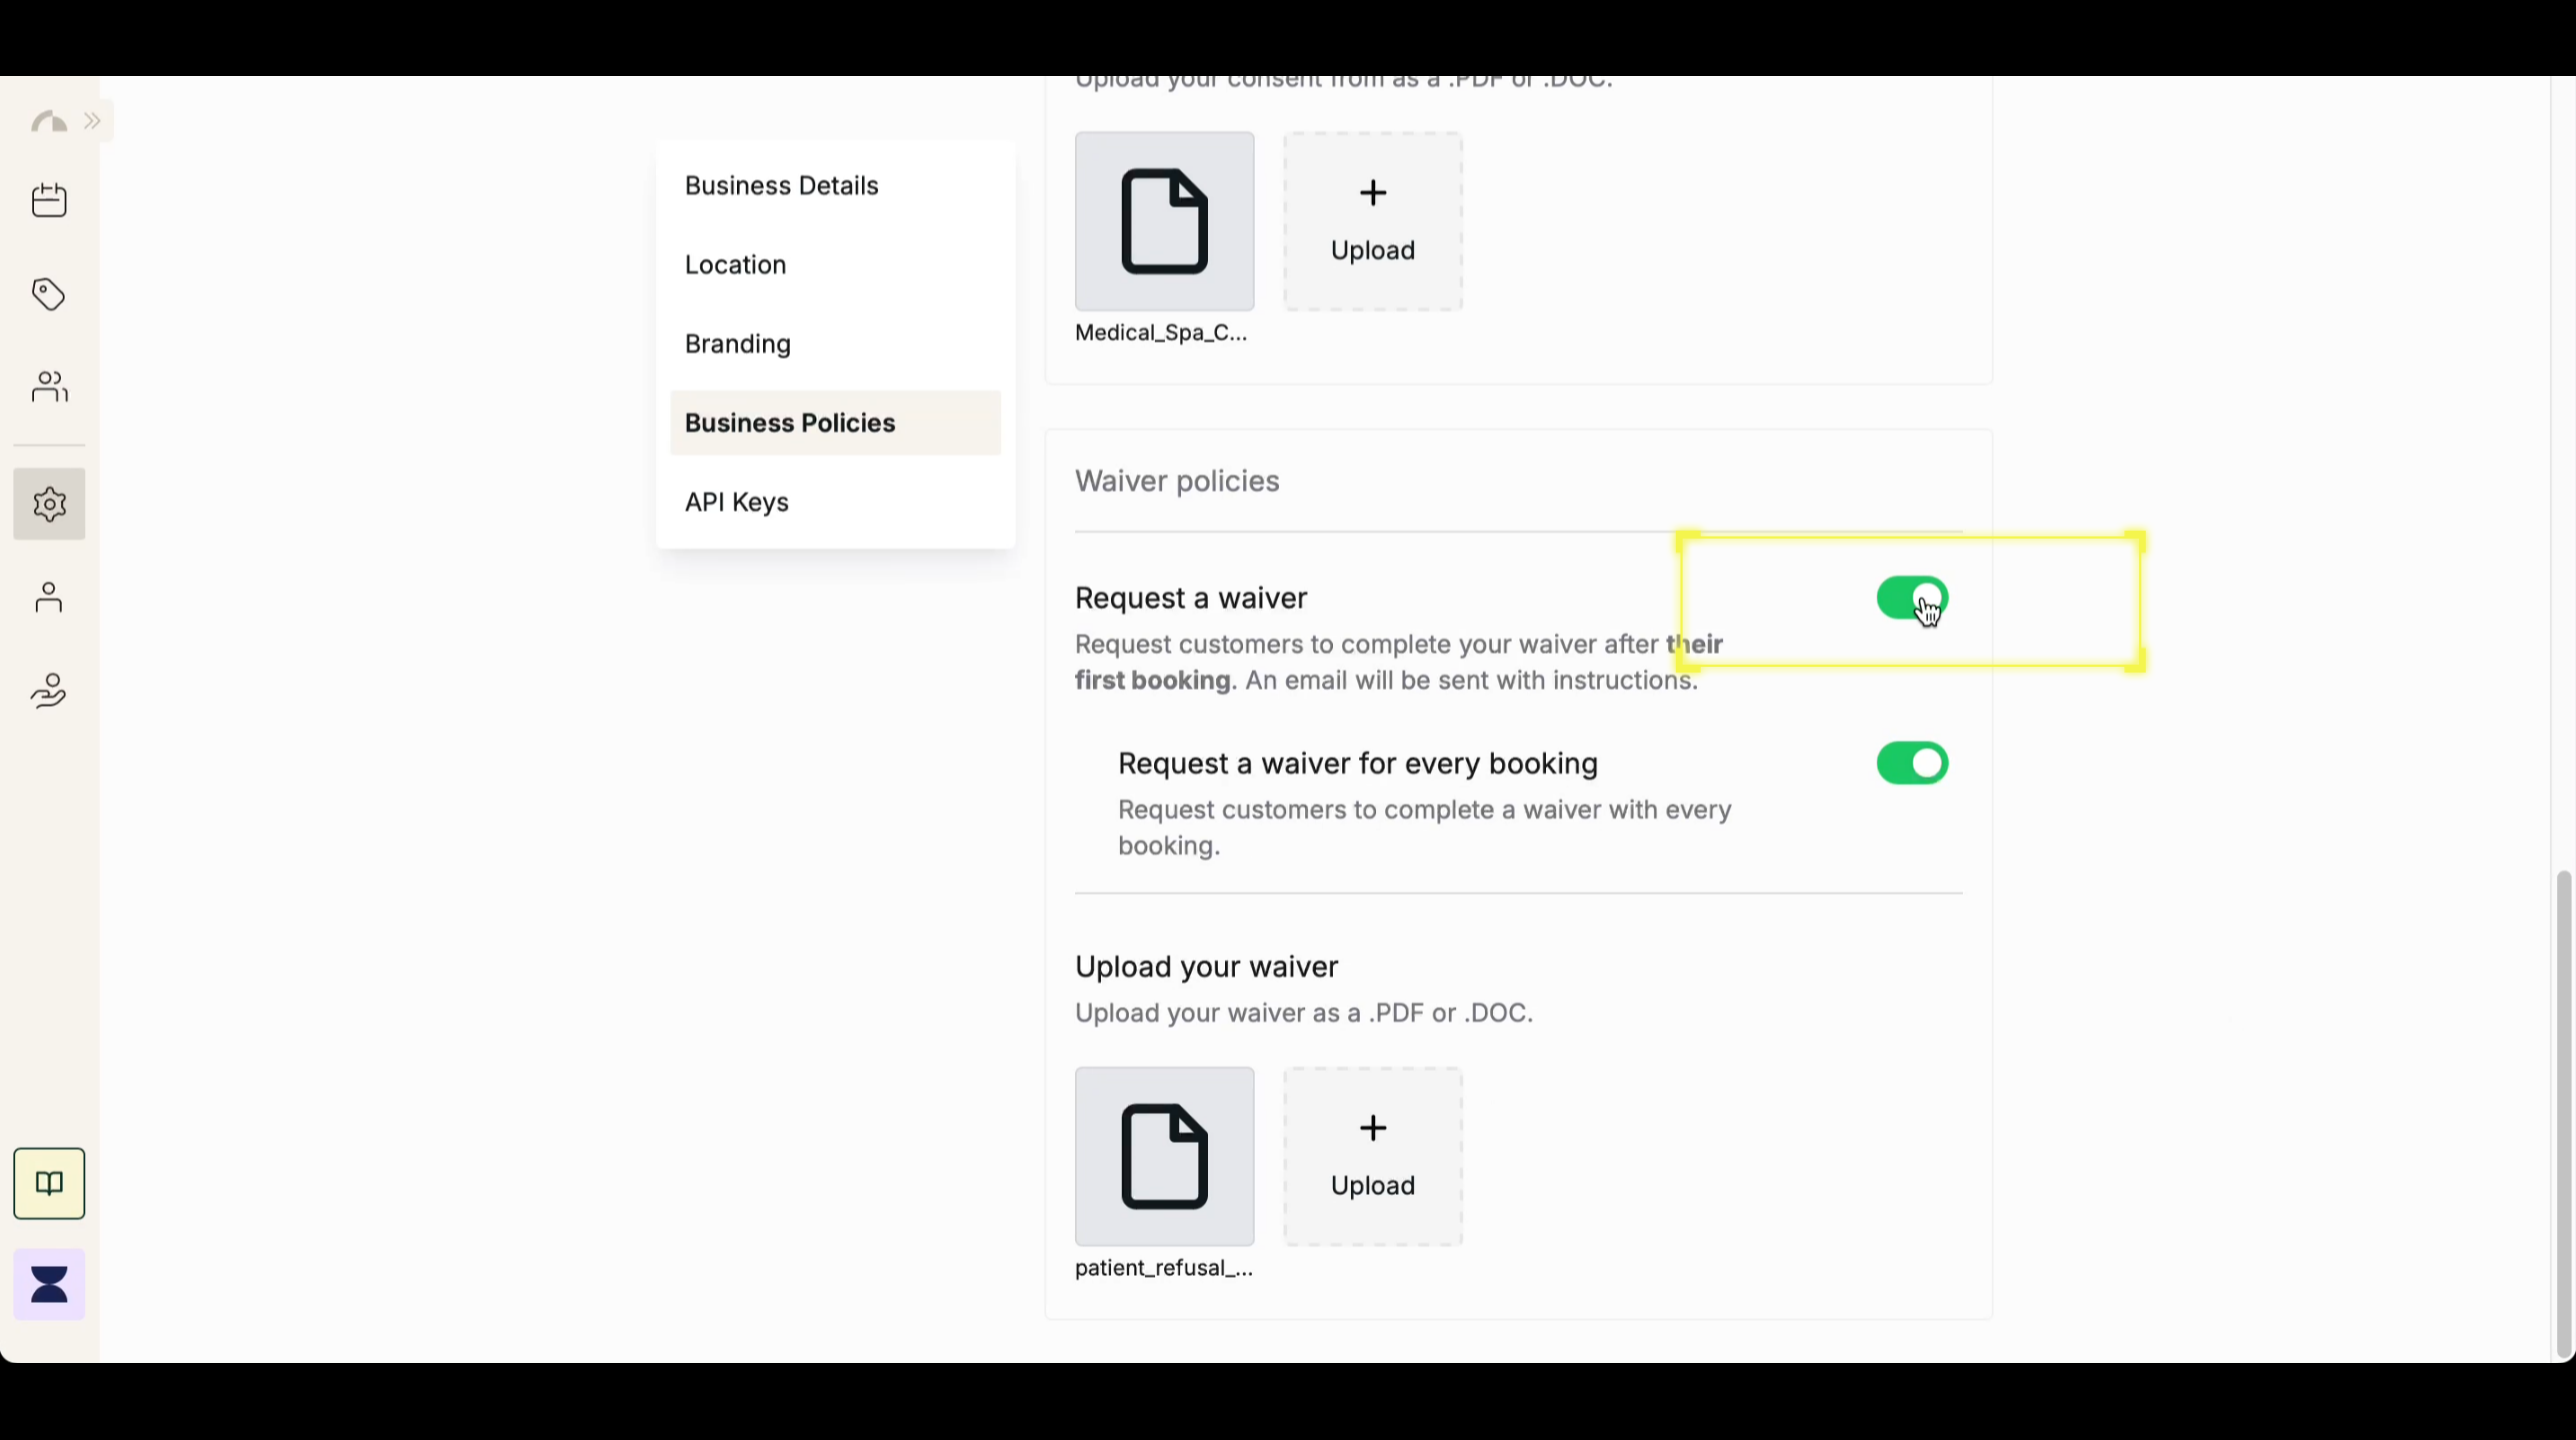 Upload your consent from as a .PDF or .DOC.
Business Details
Location
Branding
Business Policies
API Keys
Upload
Medical_Spa_C...
Waiver policies
Request a waiver
Request customers to complete your waiver after their
first booking. An email will be sent with instructions.
Request a waiver for every booking
Request customers to complete a waiver with every
booking.
Upload your waiver
Upload your waiver as a .PDF or .DOC.
Upload
patient_refusal_...